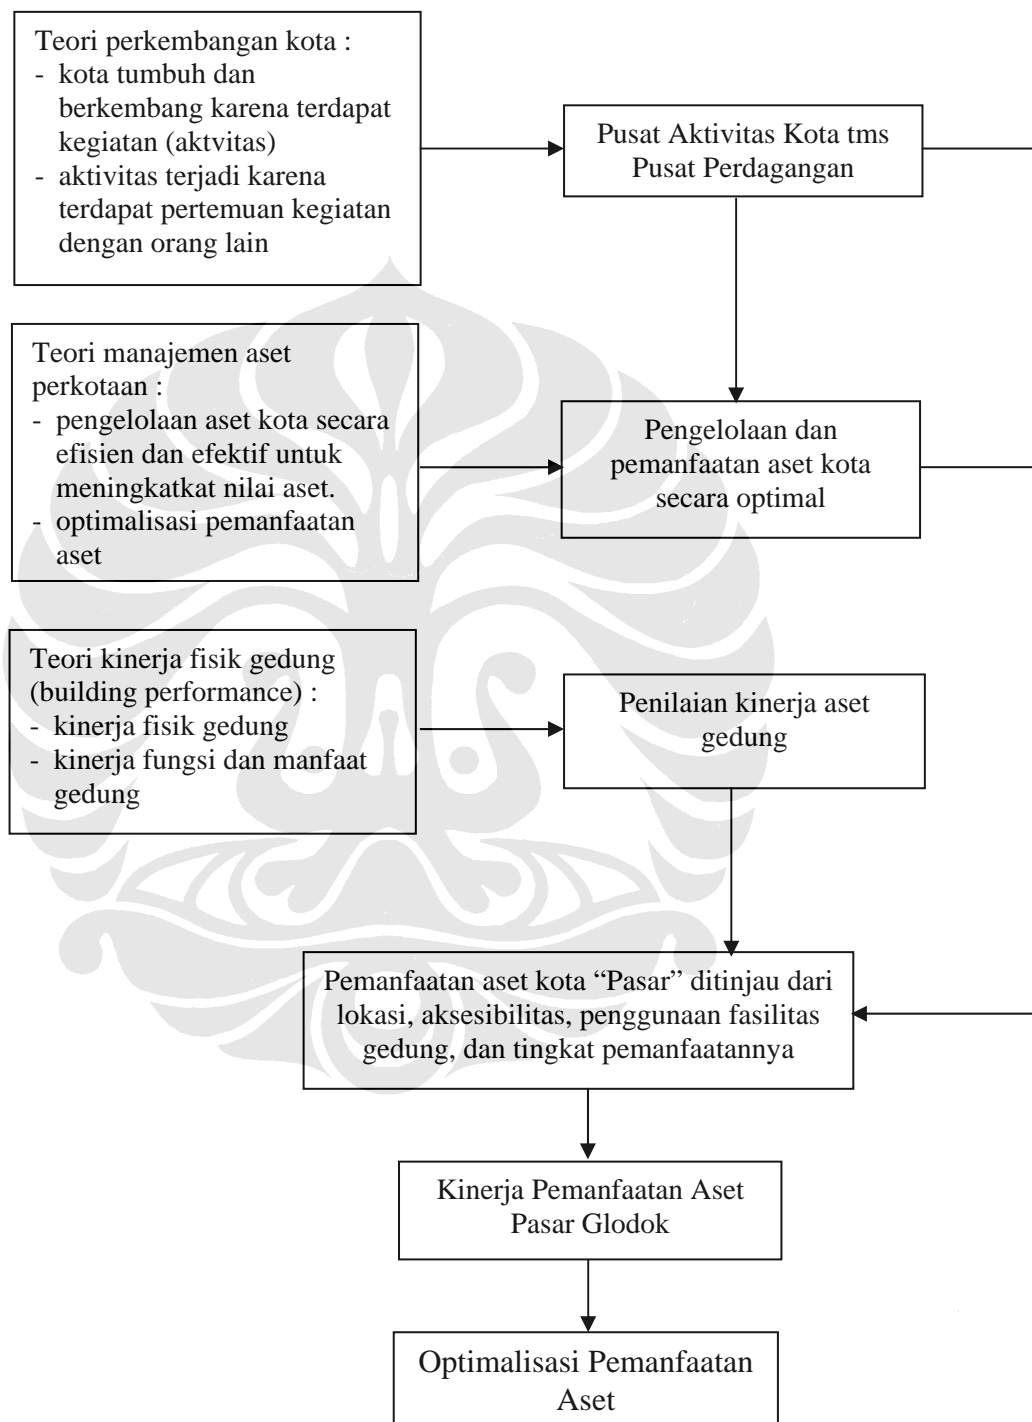 Teori perkembangan kota :
- kota tumbuh dan
berkembang karena terdapat
kegiatan (aktvitas)
- aktivitas terjadi karena
terdapat pertemuan kegiatan
dengan orang lain
Pusat Aktivitas Kota tms
Pusat Perdagangan
Teori manajemen aset
perkotaan :
- pengelolaan aset kota secara
efisien dan efektif untuk
meningkatkat nilai aset.
- optimalisasi pemanfaatan
aset
Pengelolaan dan
pemanfaatan aset kota
secara optimal
Teori kinerja fisik gedung
(building performance) :
- kinerja fisik gedung
- kinerja fungsi dan manfaat
gedung
Penilaian kinerja aset
gedung
Pemanfaatan aset kota “Pasar” ditinjau dari
lokasi, aksesibilitas, penggunaan fasilitas
gedung, dan tingkat pemanfaatannya
Kinerja Pemanfaatan Aset
Pasar Glodok
Optimalisasi Pemanfaatan
Aset